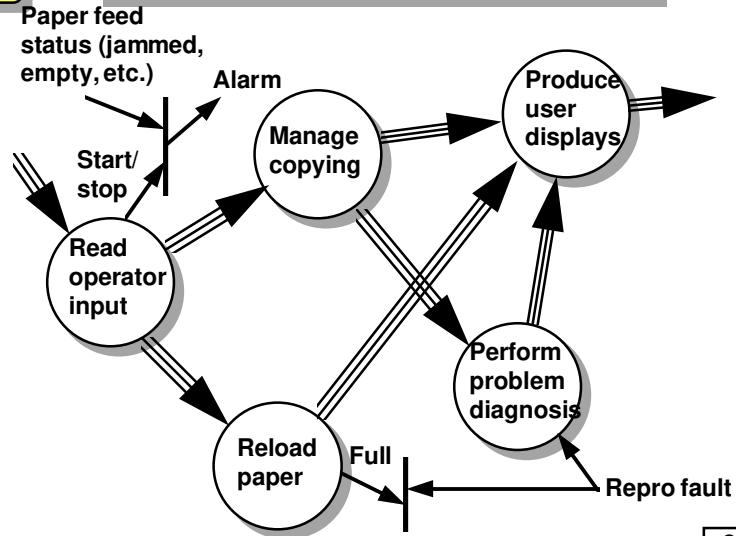 Paper feed
status (jammed,
empty, etc.)
Alarm
Start/
stop
Read
operator
input
Manage
copying
Produce
user
displays
Perform
problem
diagnosis
Reload
paper
Full
Repro fault